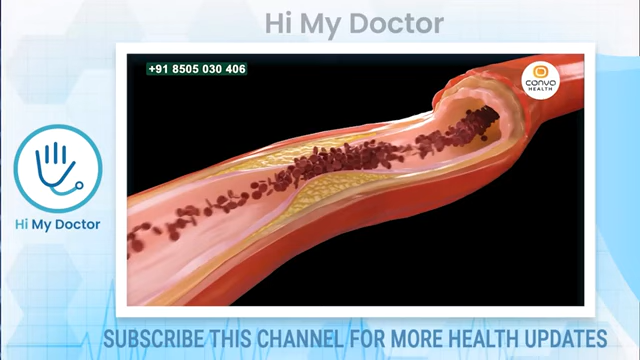 Hi My Doctor
+91 8505 030 406
CONVO
HEALTH
Hi My Doctor
SUBSCRIBE THIS CHANNEL FOR MORE HEALTH UPDATES